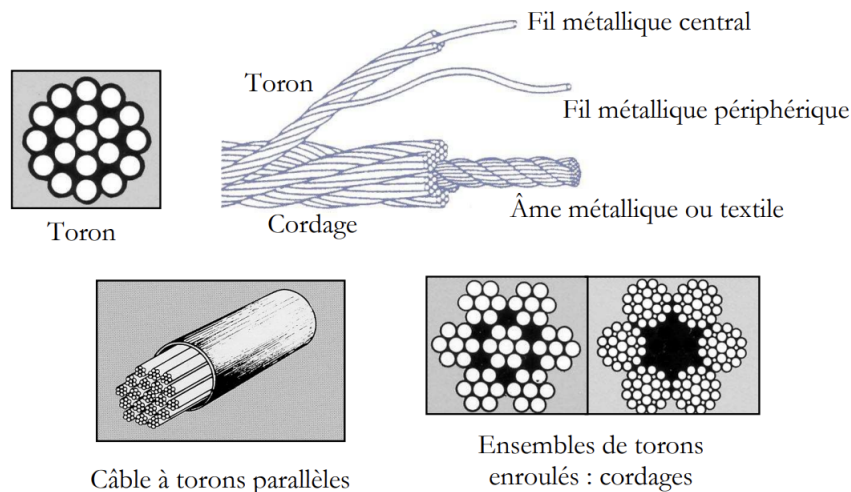 Fil métallique central
Toron
Fil métallique périphérique
Âme métallique ou textile
Cordage
Toron
Câble à torons parallèles
Ensembles de torons
enroulés : cordages